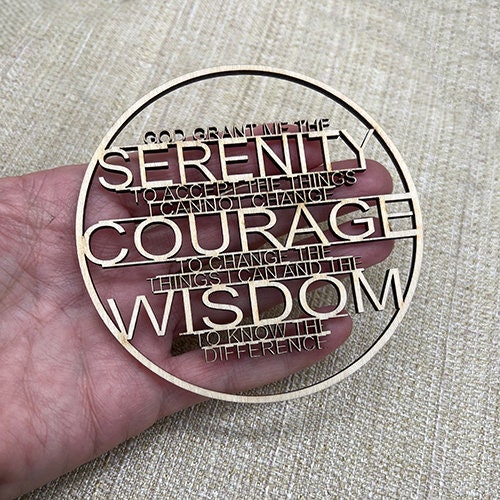 GOD GRANT ME THE
SERENITY
TO ACCEPT THE THINGS
I CANNOT CHANGE
COURAGE
TO CHANGE THE
THINGS I CAN AND THE
WISDOM
TO KNOW THE
DIFFERENCE